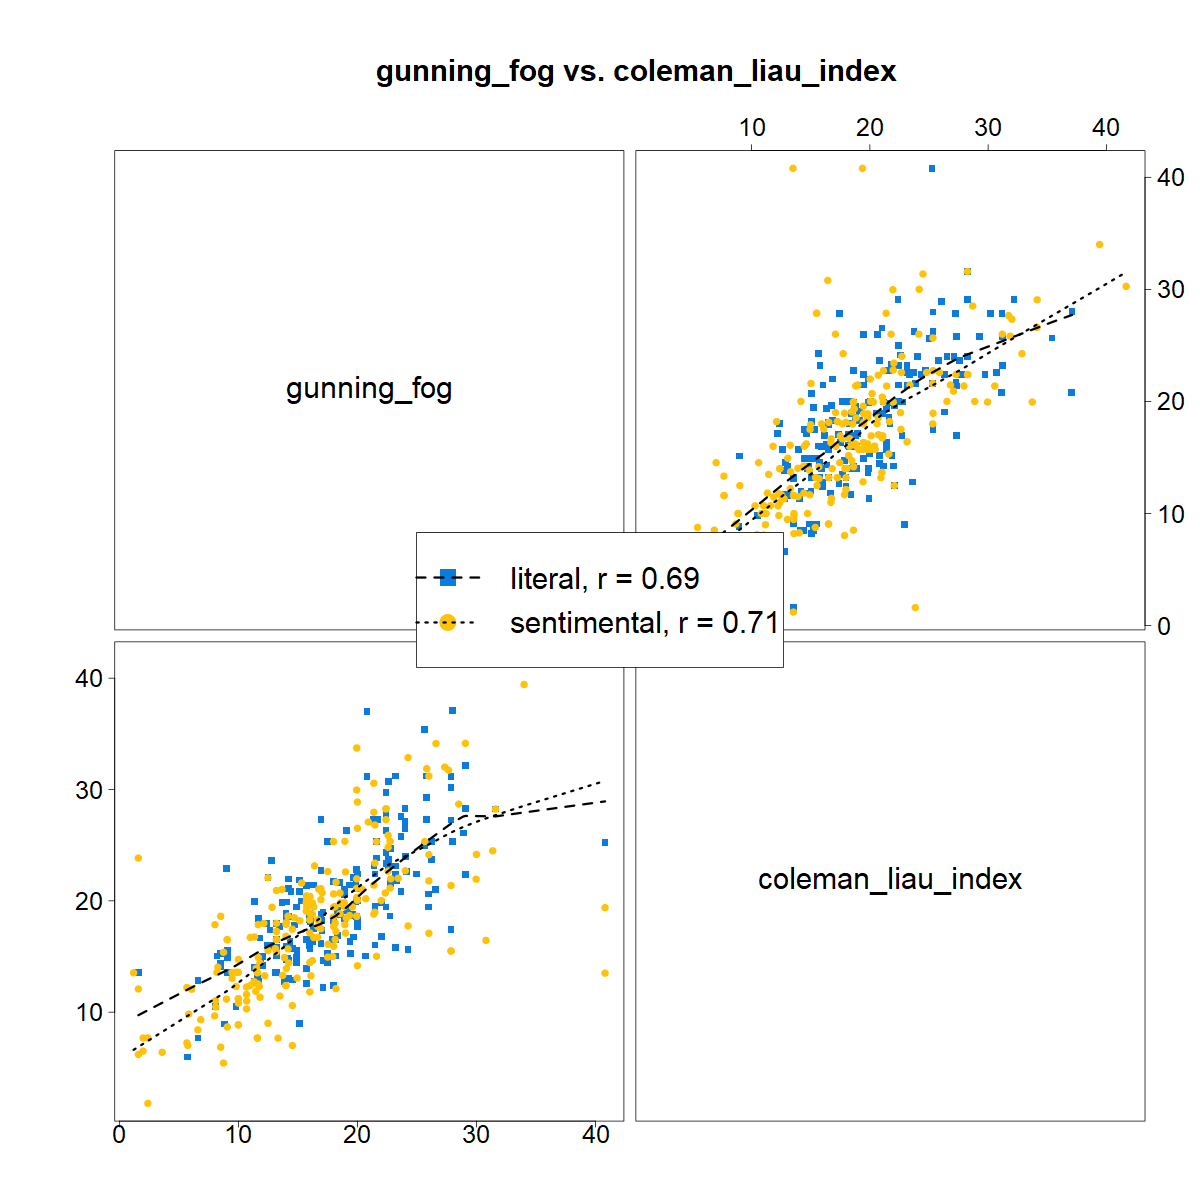 gunning_fog vs. coleman_liau_index
10 20 30 40
40
30
20
10
0
gunning_fog
literal, r = 0.69
sentimental, r = 0.71
40
30
20
10
coleman_liau_index
0 10 20 30 40